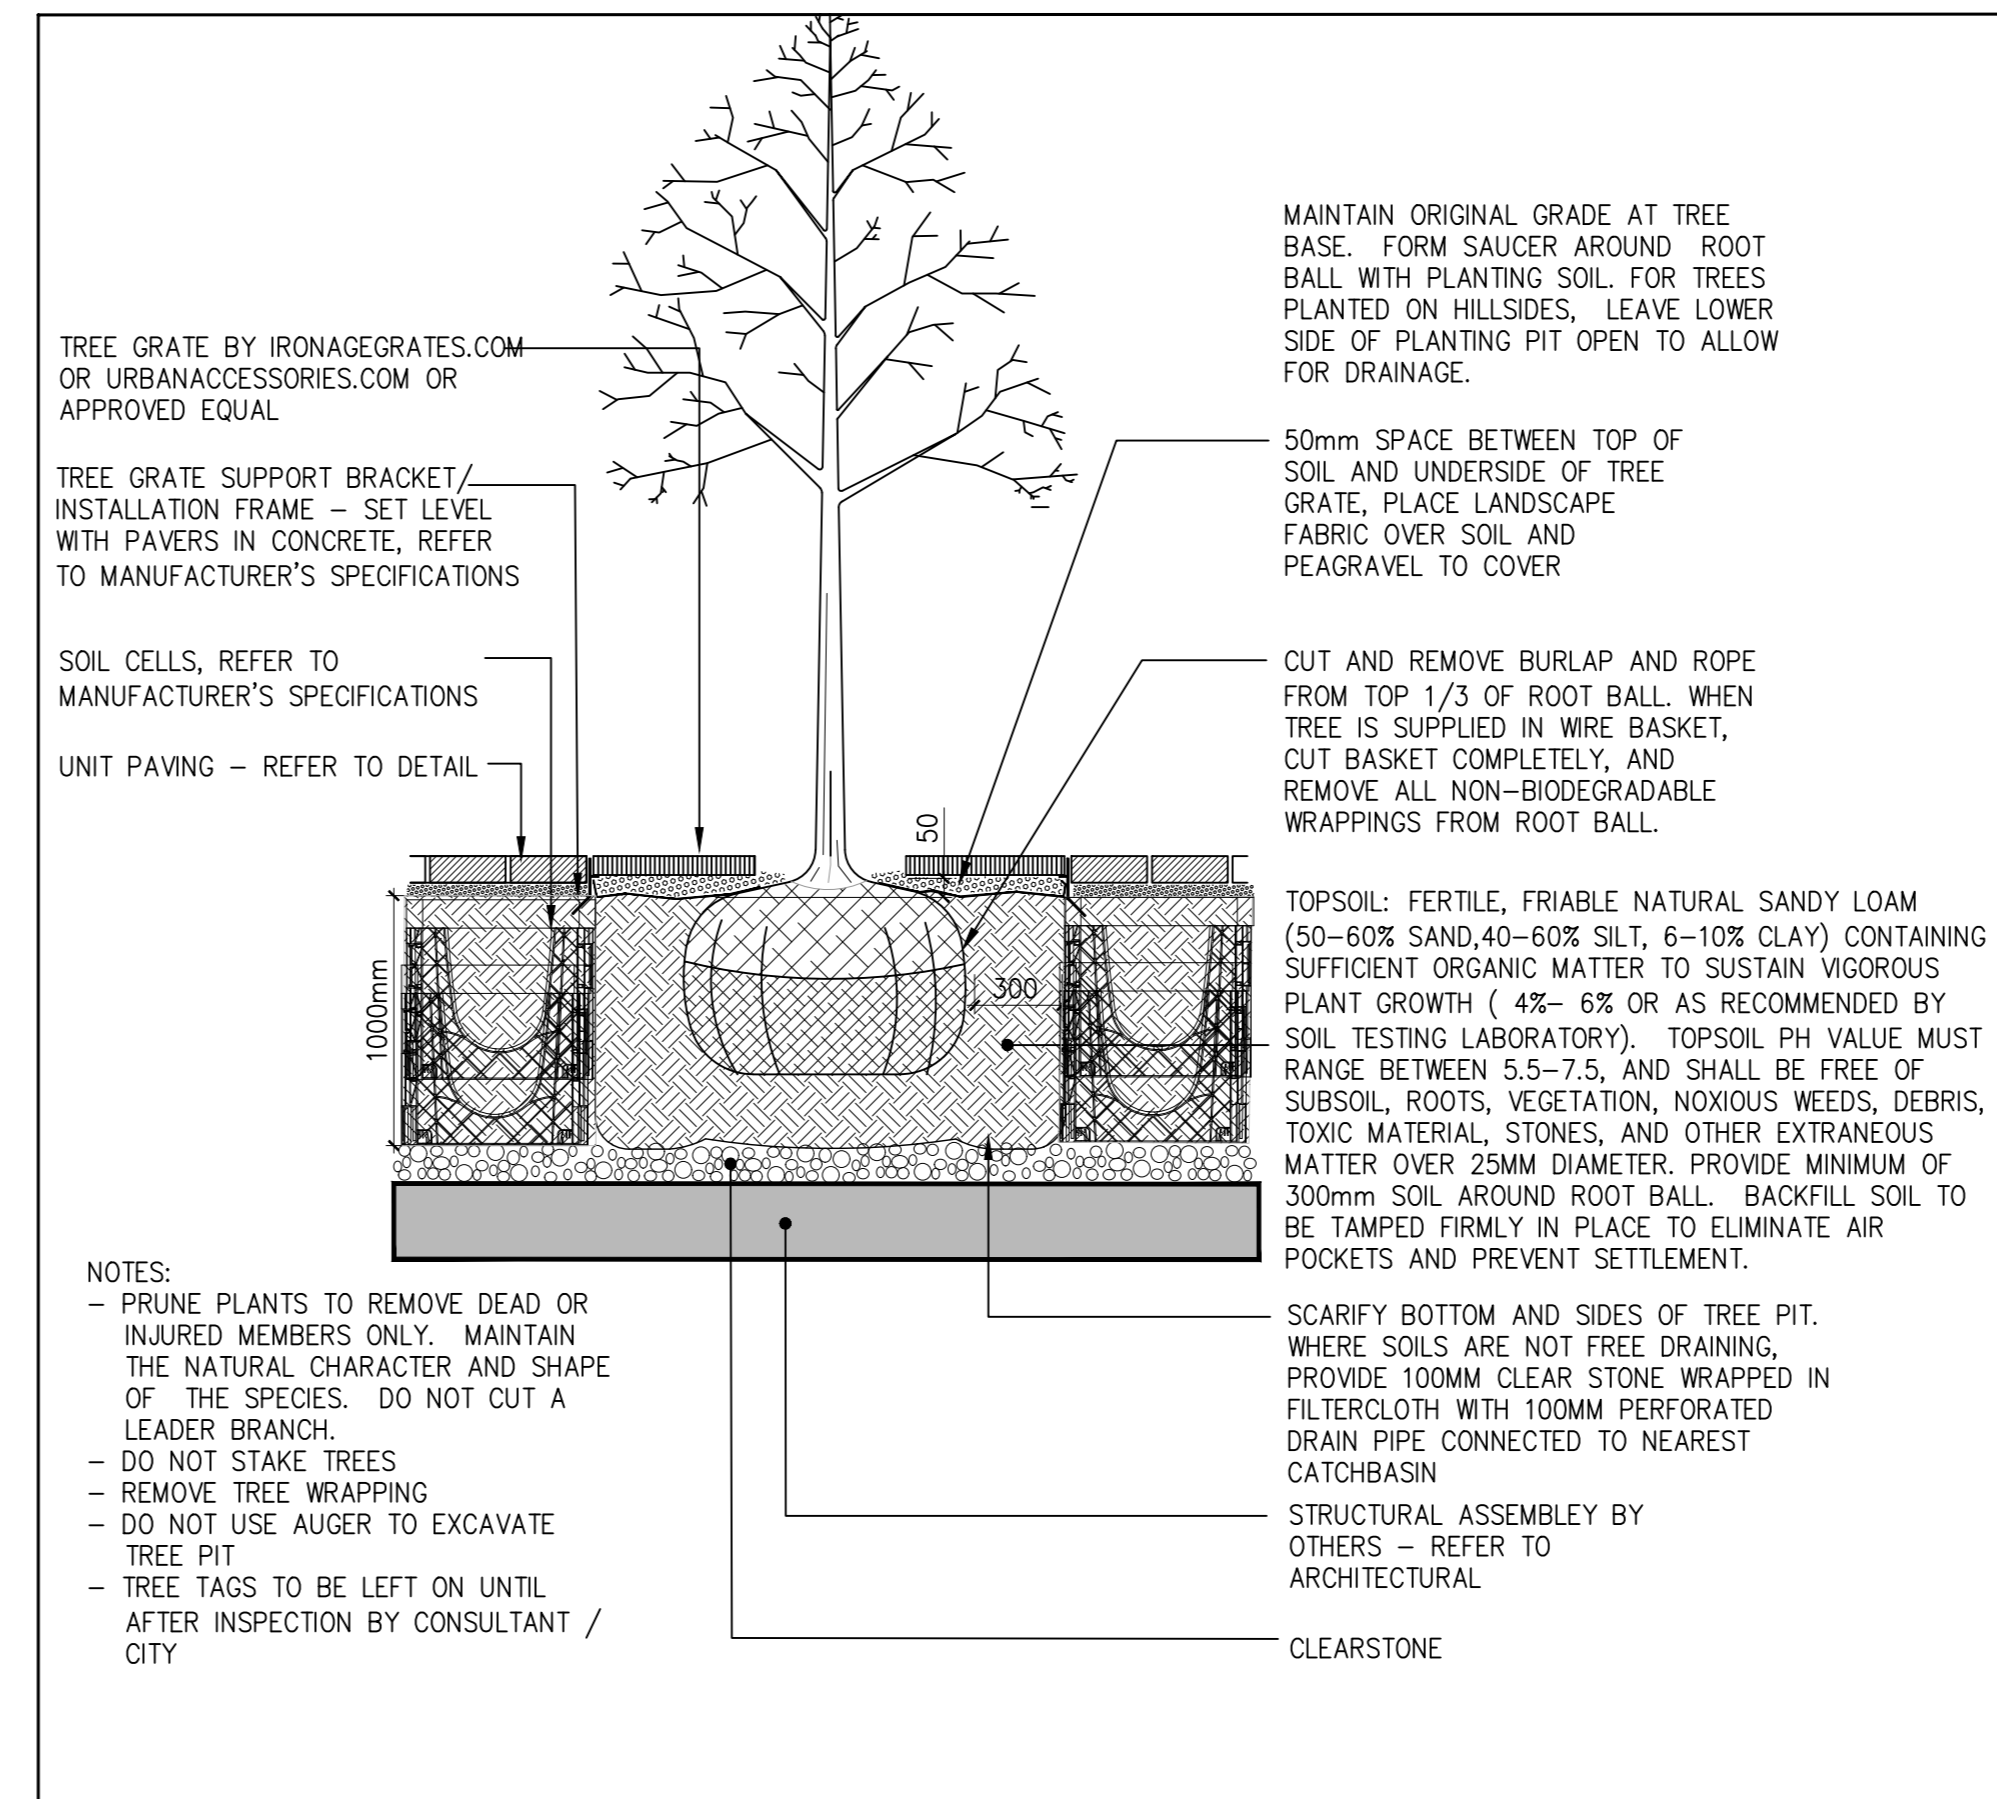 TREE GRATE BY IRONAGEGRATES.COM
OR URBANACCESSORIES.COM OR
APPROVED EQUAL
TREE GRATE SUPPORT BRACKET/
INSTALLATION FRAME – SET LEVEL
WITH PAVERS IN CONCRETE, REFER
TO MANUFACTURER'S SPECIFICATIONS
SOIL CELLS, REFER TO
MANUFACTURER'S SPECIFICATIONS
UNIT PAVING – REFER TO DETAIL
1000mm
50
300
NOTES:
– PRUNE PLANTS TO REMOVE DEAD OR
INJURED MEMBERS ONLY. MAINTAIN
THE NATURAL CHARACTER AND SHAPE
OF THE SPECIES. DO NOT CUT A
LEADER BRANCH.
– DO NOT STAKE TREES
– REMOVE TREE WRAPPING
– DO NOT USE AUGER TO EXCAVATE
TREE PIT
– TREE TAGS TO BE LEFT ON UNTIL
AFTER INSPECTION BY CONSULTANT /
CITY
MAINTAIN ORIGINAL GRADE AT TREE
BASE. FORM SAUCER AROUND ROOT
BALL WITH PLANTING SOIL. FOR TREES
PLANTED ON HILLSIDES, LEAVE LOWER
SIDE OF PLANTING PIT OPEN TO ALLOW
FOR DRAINAGE.
50mm SPACE BETWEEN TOP OF
SOIL AND UNDERSIDE OF TREE
GRATE, PLACE LANDSCAPE
FABRIC OVER SOIL AND
PEAGRAVEL TO COVER
CUT AND REMOVE BURLAP AND ROPE
FROM TOP 1/3 OF ROOT BALL. WHEN
TREE IS SUPPLIED IN WIRE BASKET,
CUT BASKET COMPLETELY, AND
REMOVE ALL NON–BIODEGRADABLE
WRAPPINGS FROM ROOT BALL.
TOPSOIL: FERTILE, FRIABLE NATURAL SANDY LOAM
(50–60% SAND,40–60% SILT, 6–10% CLAY) CONTAINING
SUFFICIENT ORGANIC MATTER TO SUSTAIN VIGOROUS
PLANT GROWTH ( 4%– 6% OR AS RECOMMENDED BY
SOIL TESTING LABORATORY). TOPSOIL PH VALUE MUST
RANGE BETWEEN 5.5–7.5, AND SHALL BE FREE OF
SUBSOIL, ROOTS, VEGETATION, NOXIOUS WEEDS, DEBRIS,
TOXIC MATERIAL, STONES, AND OTHER EXTRANEOUS
MATTER OVER 25MM DIAMETER. PROVIDE MINIMUM OF
300mm SOIL AROUND ROOT BALL. BACKFILL SOIL TO
BE TAMPED FIRMLY IN PLACE TO ELIMINATE AIR
POCKETS AND PREVENT SETTLEMENT.
SCARIFY BOTTOM AND SIDES OF TREE PIT.
WHERE SOILS ARE NOT FREE DRAINING,
PROVIDE 100MM CLEAR STONE WRAPPED IN
FILTERCLOTH WITH 100MM PERFORATED
DRAIN PIPE CONNECTED TO NEAREST
CATCHBASIN
STRUCTURAL ASSEMBLEY BY
OTHERS – REFER TO
ARCHITECTURAL
CLEARSTONE